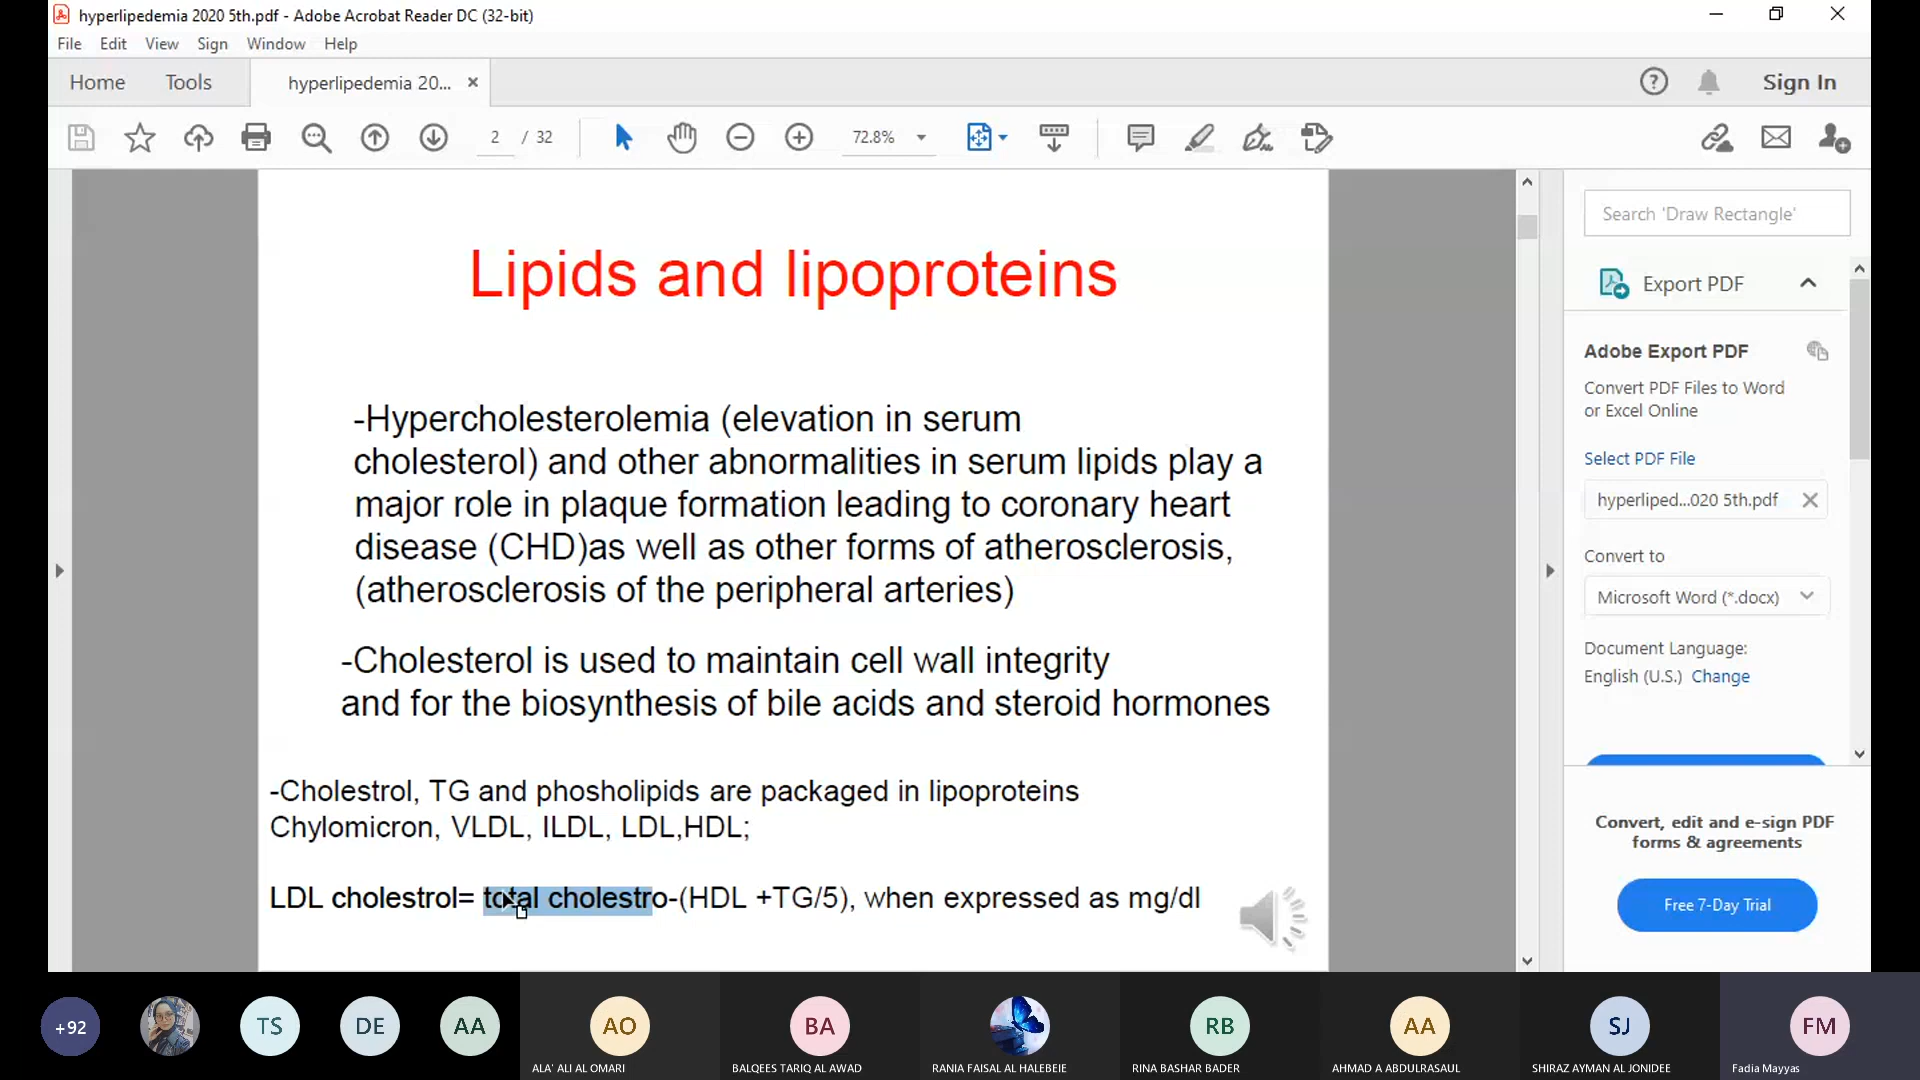 hyperlipedemia 2020 5th.pdf - Adobe Acrobat Reader DC (32-bit)
File Edit View Sign Window Help
Home Tools hyperlipedemia 20... Sign In
2 / 32 72.8%
Lipids and lipoproteins
-Hypercholesterolemia (elevation in serum
cholesterol) and other abnormalities in serum lipids play a
major role in plaque formation leading to coronary heart
disease (CHD)as well as other forms of atherosclerosis,
(atherosclerosis of the peripheral arteries)
-Cholesterol is used to maintain cell wall integrity
and for the biosynthesis of bile acids and steroid hormones
-Cholestrol, TG and phosholipids are packaged in lipoproteins
Chylomicron, VLDL, ILDL, LDL,HDL;
LDL cholestrol= total cholestro-(HDL +TG/5), when expressed as mg/dl
Search 'Draw Rectangle'
Export PDF
Adobe Export PDF
Convert PDF Files to Word
or Excel Online
Select PDF File
hyperliped...020 5th.pdf
Convert to
Microsoft Word (*.docx)
Document Language:
English (U.S.) Change
Convert, edit and e-sign PDF
forms & agreements
Free 7-Day Trial
+92 TS DE AA AO BA RB AA SJ FM
ALA' ALI AL OMARI BALQEES TARIQ AL AWAD RANIA FAISAL AL HALEBEIE RINA BASHAR BADER AHMAD A ABDULRASAUL SHIRAZ AYMAN AL JONIDEE Fadia Mayyas